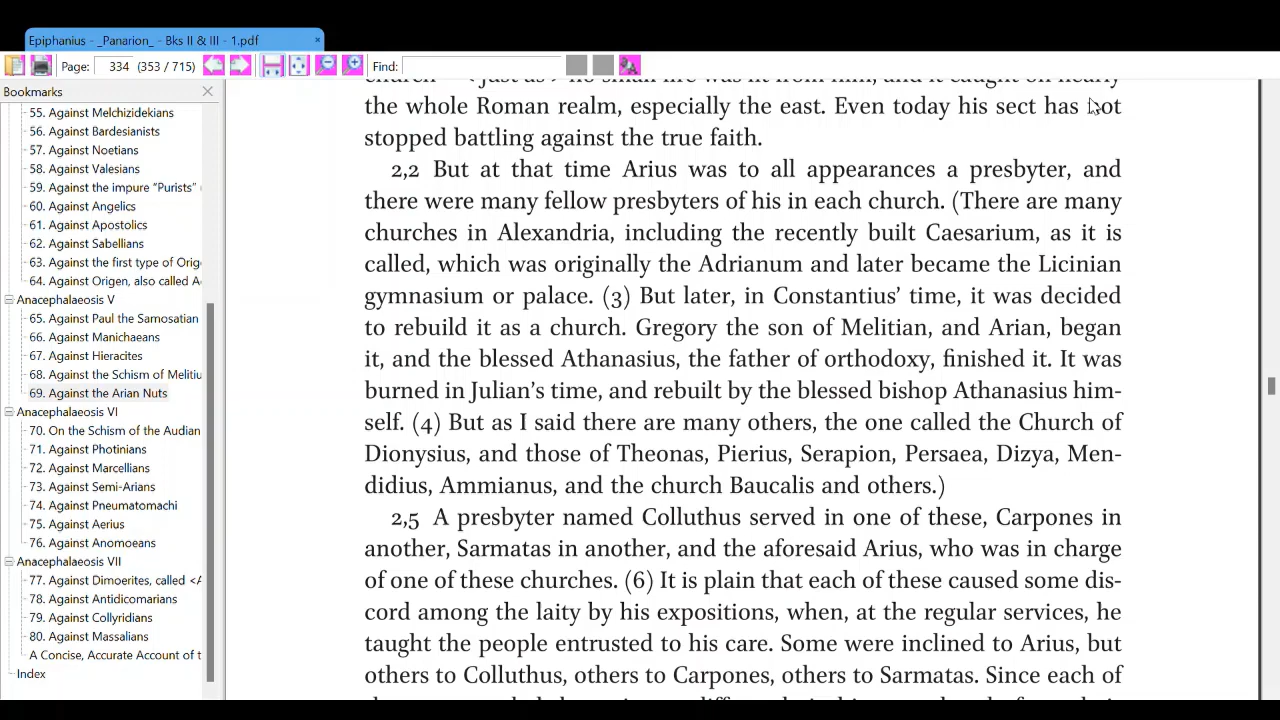 Epiphanius - _Panarion_ - Bks II & III - 1.pdf ×
Page: 334 (353 / 715) Find:
Bookmarks
55. Against Melchizidekians
56. Against Bardesianists
57. Against Noetians
58. Against Valesians
59. Against the impure “Purists”
60. Against Angelics
61. Against Apostolics
62. Against Sabellians
63. Against the first type of Orig
64. Against Origen, also called A
Anacephalaeosis V
65. Against Paul the Samosatian
66. Against Manichaeans
67. Against Hieracites
68. Against the Schism of Melitiu
69. Against the Arian Nuts
Anacephalaeosis VI
70. On the Schism of the Audian
71. Against Photinians
72. Against Marcellians
73. Against Semi-Arians
74. Against Pneumatomachi
75. Against Aerius
76. Against Anomoeans
Anacephalaeosis VII
77. Against Dimoerites, called <A
78. Against Antidicomarians
79. Against Collyridians
80. Against Massalians
A Concise, Accurate Account of t
Index
the whole Roman realm, especially the east. Even today his sect has not
stopped battling against the true faith.
2,2 But at that time Arius was to all appearances a presbyter, and
there were many fellow presbyters of his in each church. (There are many
churches in Alexandria, including the recently built Caesarium, as it is
called, which was originally the Adrianum and later became the Licinian
gymnasium or palace. (3) But later, in Constantius’ time, it was decided
to rebuild it as a church. Gregory the son of Melitian, and Arian, began
it, and the blessed Athanasius, the father of orthodoxy, finished it. It was
burned in Julian’s time, and rebuilt by the blessed bishop Athanasius him-
self. (4) But as I said there are many others, the one called the Church of
Dionysius, and those of Theonas, Pierius, Serapion, Persaea, Dizya, Men-
didius, Ammianus, and the church Baucalis and others.)
2,5 A presbyter named Colluthus served in one of these, Carpones in
another, Sarmatas in another, and the aforesaid Arius, who was in charge
of one of these churches. (6) It is plain that each of these caused some dis-
cord among the laity by his expositions, when, at the regular services, he
taught the people entrusted to his care. Some were inclined to Arius, but
others to Colluthus, others to Carpones, others to Sarmatas. Since each of